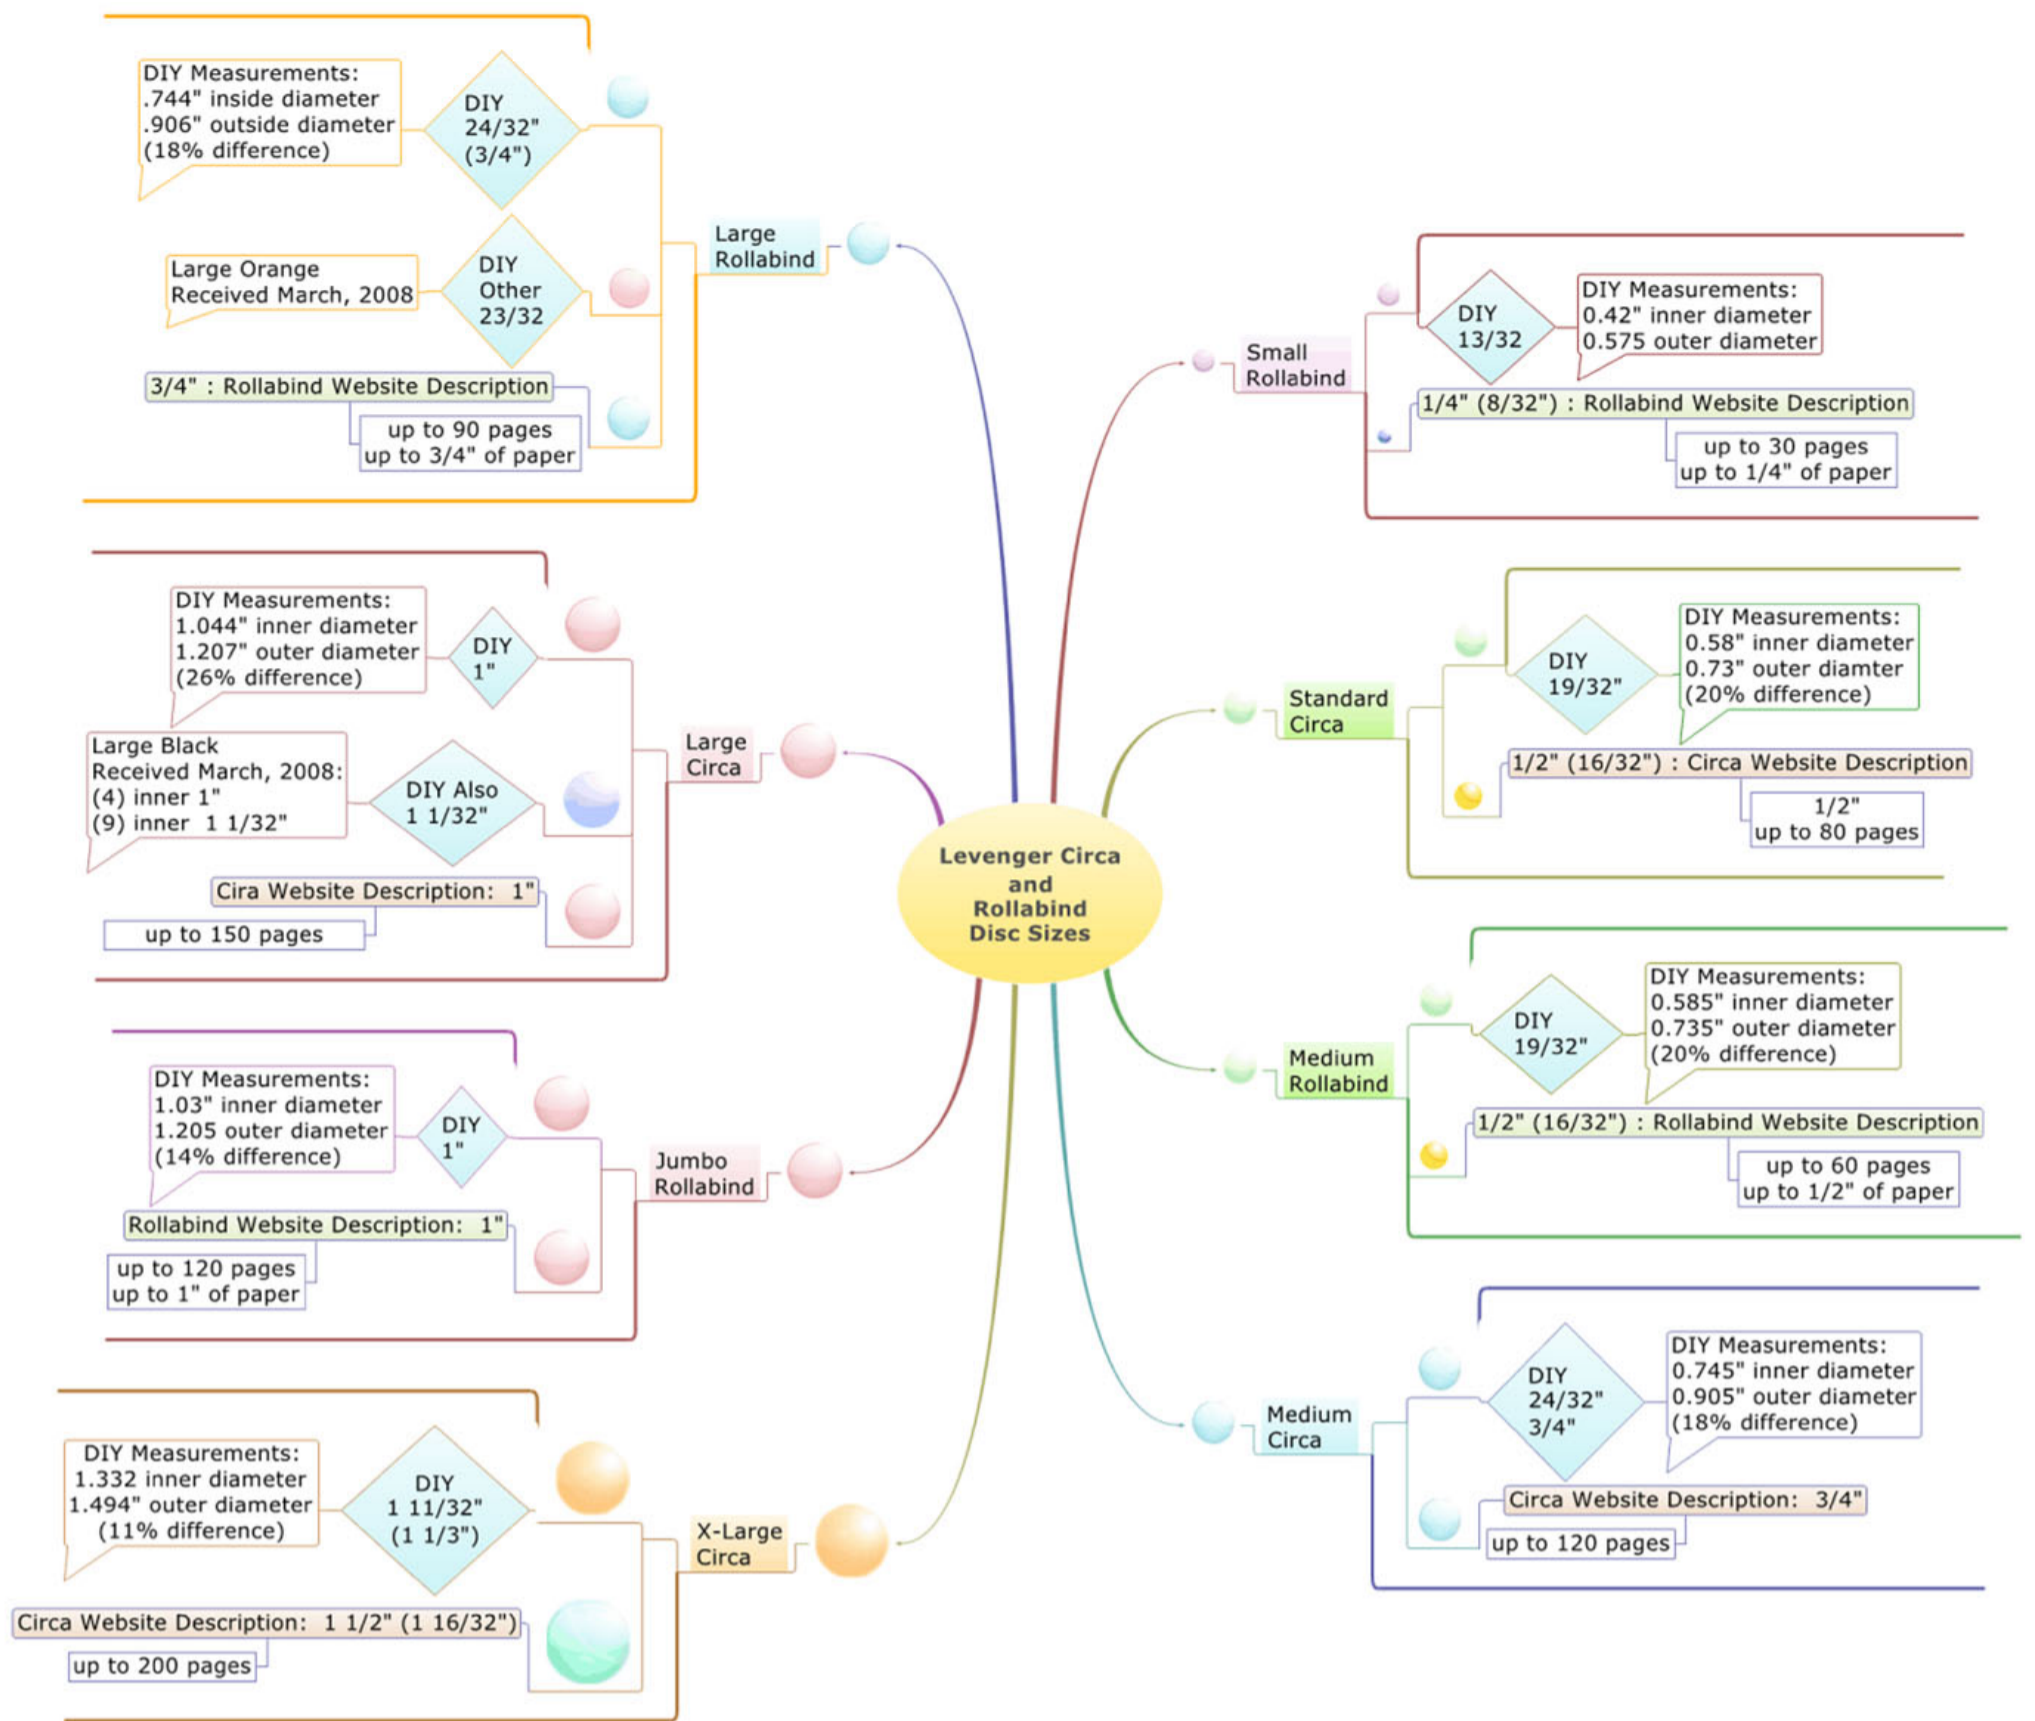 Levenger Circa
and
Rollabind
Disc Sizes
Large
Rollabind
DIY
24/32"
(3/4")
DIY Measurements:
.744" inside diameter
.906" outside diameter
(18% difference)
DIY
Other
23/32
Large Orange
Received March, 2008
3/4" : Rollabind Website Description
up to 90 pages
up to 3/4" of paper
Large
Circa
DIY
1"
DIY Measurements:
1.044" inner diameter
1.207" outer diameter
(26% difference)
DIY Also
1 1/32"
Large Black
Received March, 2008:
(4) inner 1"
(9) inner 1 1/32"
Cira Website Description: 1"
up to 150 pages
Jumbo
Rollabind
DIY
1"
DIY Measurements:
1.03" inner diameter
1.205 outer diameter
(14% difference)
Rollabind Website Description: 1"
up to 120 pages
up to 1" of paper
X-Large
Circa
DIY
1 11/32"
(1 1/3")
DIY Measurements:
1.332 inner diameter
1.494" outer diameter
(11% difference)
Circa Website Description: 1 1/2" (1 16/32")
up to 200 pages
Small
Rollabind
DIY
13/32
DIY Measurements:
0.42" inner diameter
0.575 outer diameter
1/4" (8/32") : Rollabind Website Description
up to 30 pages
up to 1/4" of paper
Standard
Circa
DIY
19/32"
DIY Measurements:
0.58" inner diameter
0.73" outer diamter
(20% difference)
1/2" (16/32") : Circa Website Description
1/2"
up to 80 pages
Medium
Rollabind
DIY
19/32"
DIY Measurements:
0.585" inner diameter
0.735" outer diameter
(20% difference)
1/2" (16/32") : Rollabind Website Description
up to 60 pages
up to 1/2" of paper
Medium
Circa
DIY
24/32"
3/4"
DIY Measurements:
0.745" inner diameter
0.905" outer diameter
(18% difference)
Circa Website Description: 3/4"
up to 120 pages